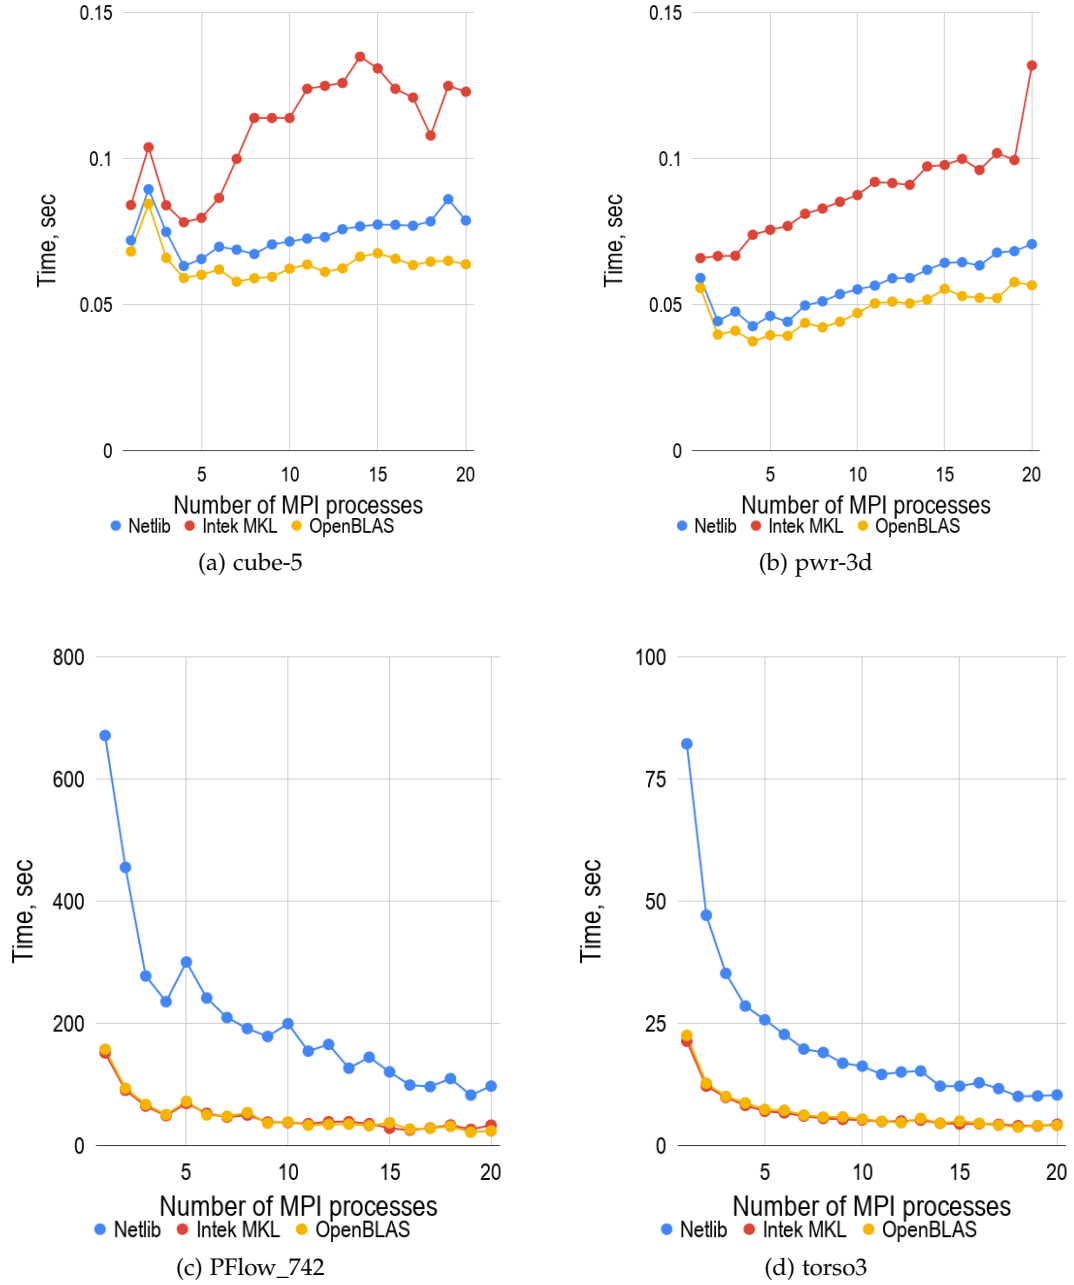 0.15
0.1
0.05
0
Time, sec
5 10 15 20
Number of MPI processes
Netlib Intek MKL OpenBLAS
(a) cube-5
0.15
0.1
0.05
0
Time, sec
5 10 15 20
Number of MPI processes
Netlib Intek MKL OpenBLAS
(b) pwr-3d
800
600
400
200
0
Time, sec
5 10 15 20
Number of MPI processes
Netlib Intek MKL OpenBLAS
(c) PFlow_742
100
75
50
25
0
Time, sec
5 10 15 20
Number of MPI processes
Netlib Intek MKL OpenBLAS
(d) torso3